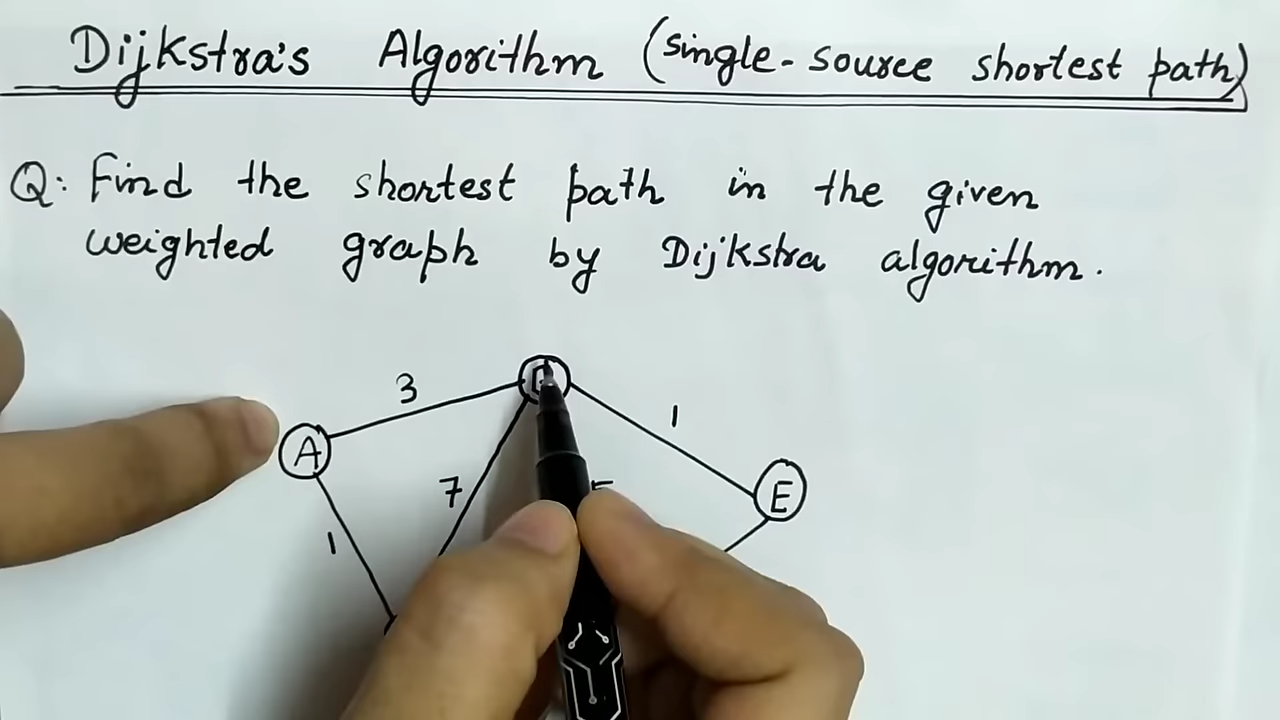 Dijkstra's Algorithm (single-source shortest path)
Q: Find the shortest path in the given
weighted graph by Dijkstra algorithm.
3
1
A
E
7
1